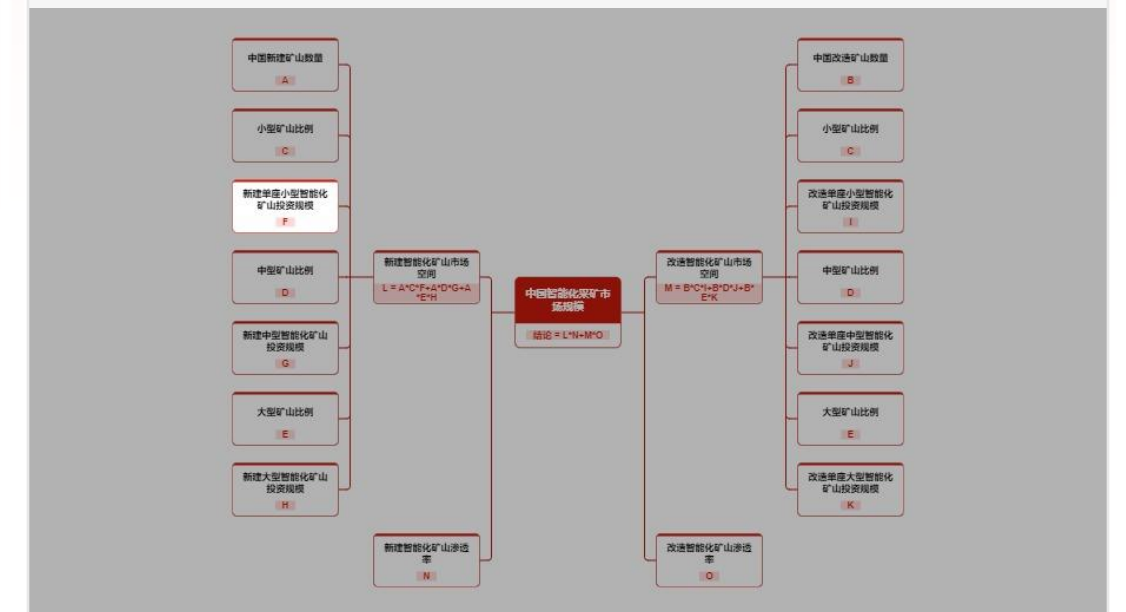 中国新建矿山数量
A
小型矿山比例
C
新建单座小型智能化
矿山投资规模
F
中型矿山比例
D
新建中型智能化矿山
投资规模
G
大型矿山比例
E
新建大型智能化矿山
投资规模
H
新建智能化矿山市场
空间
L = A*C*F+A*D*G+A
*E*H
新建智能化矿山渗透
率
N
中国智能化采矿市
场规模
结论 = L*N+M*O
改造智能化矿山市场
空间
M = B*C*I+B*D*J+B*
E*K
改造智能化矿山渗透
率
O
中国改造矿山数量
B
小型矿山比例
C
改造单座小型智能化
矿山投资规模
I
中型矿山比例
D
改造单座中型智能化
矿山投资规模
J
大型矿山比例
E
改造单座大型智能化
矿山投资规模
K